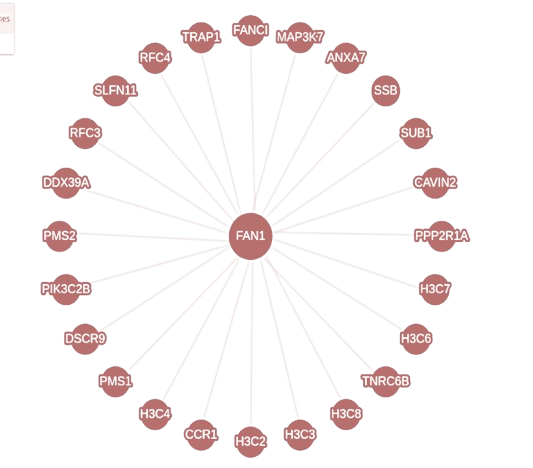 nes
FANCI
TRAP1
MAP3K7
RFC4
ANXA7
SLFN11
SSB
RFC3
SUB1
DDX39A
CAVIN2
PMS2
FAN1
PPP2R1A
PIK3C2B
H3C7
DSCR9
H3C6
PMS1
TNRC6B
H3C4
H3C8
CCR1
H3C2
H3C3